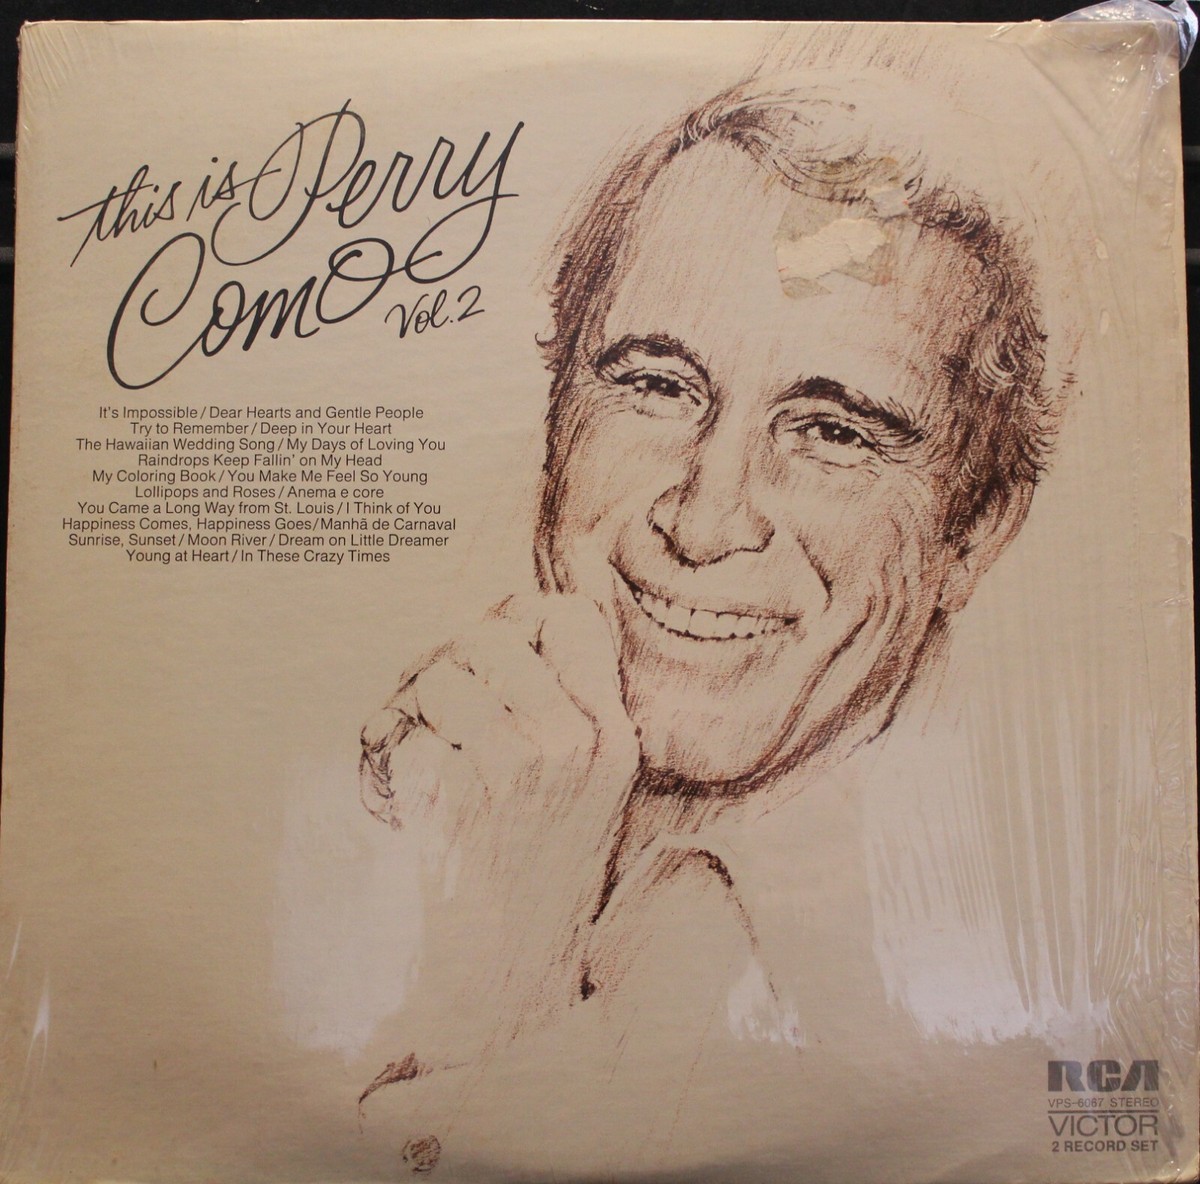 this is Perry
Como
Vol.2
It's Impossible / Dear Hearts and Gentle People
Try to Remember / Deep in Your Heart
The Hawaiian Wedding Song / My Days of Loving You
Raindrops Keep Fallin' on My Head
My Coloring Book / You Make Me Feel So Young
Lollipops and Roses / Anema e core
You Came a Long Way from St. Louis / I Think of You
Happiness Comes, Happiness Goes / Manhã de Carnaval
Sunrise, Sunset / Moon River / Dream on Little Dreamer
Young at Heart / In These Crazy Times
RCA
VPS-6067 STEREO
VICTOR
2 RECORD SET